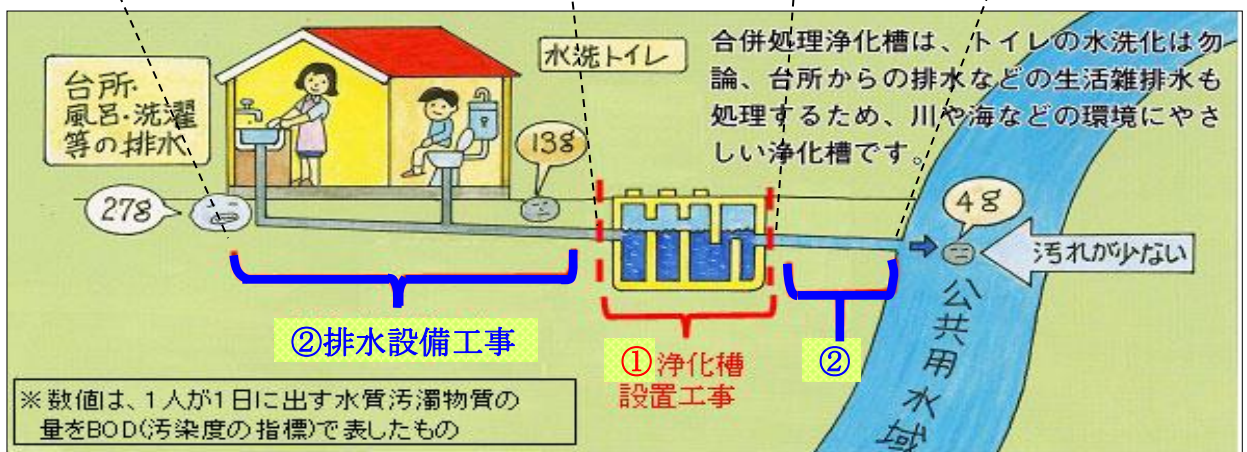 台所・
風呂・洗濯
等の排水
水洗トイレ
合併処理浄化槽は、トイレの水洗化は勿
論、台所からの排水などの生活雑排水も
処理するため、川や海などの環境にやさ
しい浄化槽です。
27g
13g
4g
汚れが少ない
公共用水域
②排水設備工事
①浄化槽
設置工事
②
※数値は、1人が1日に出す水質汚濁物質の
量をBOD(汚染度の指標)で表したもの